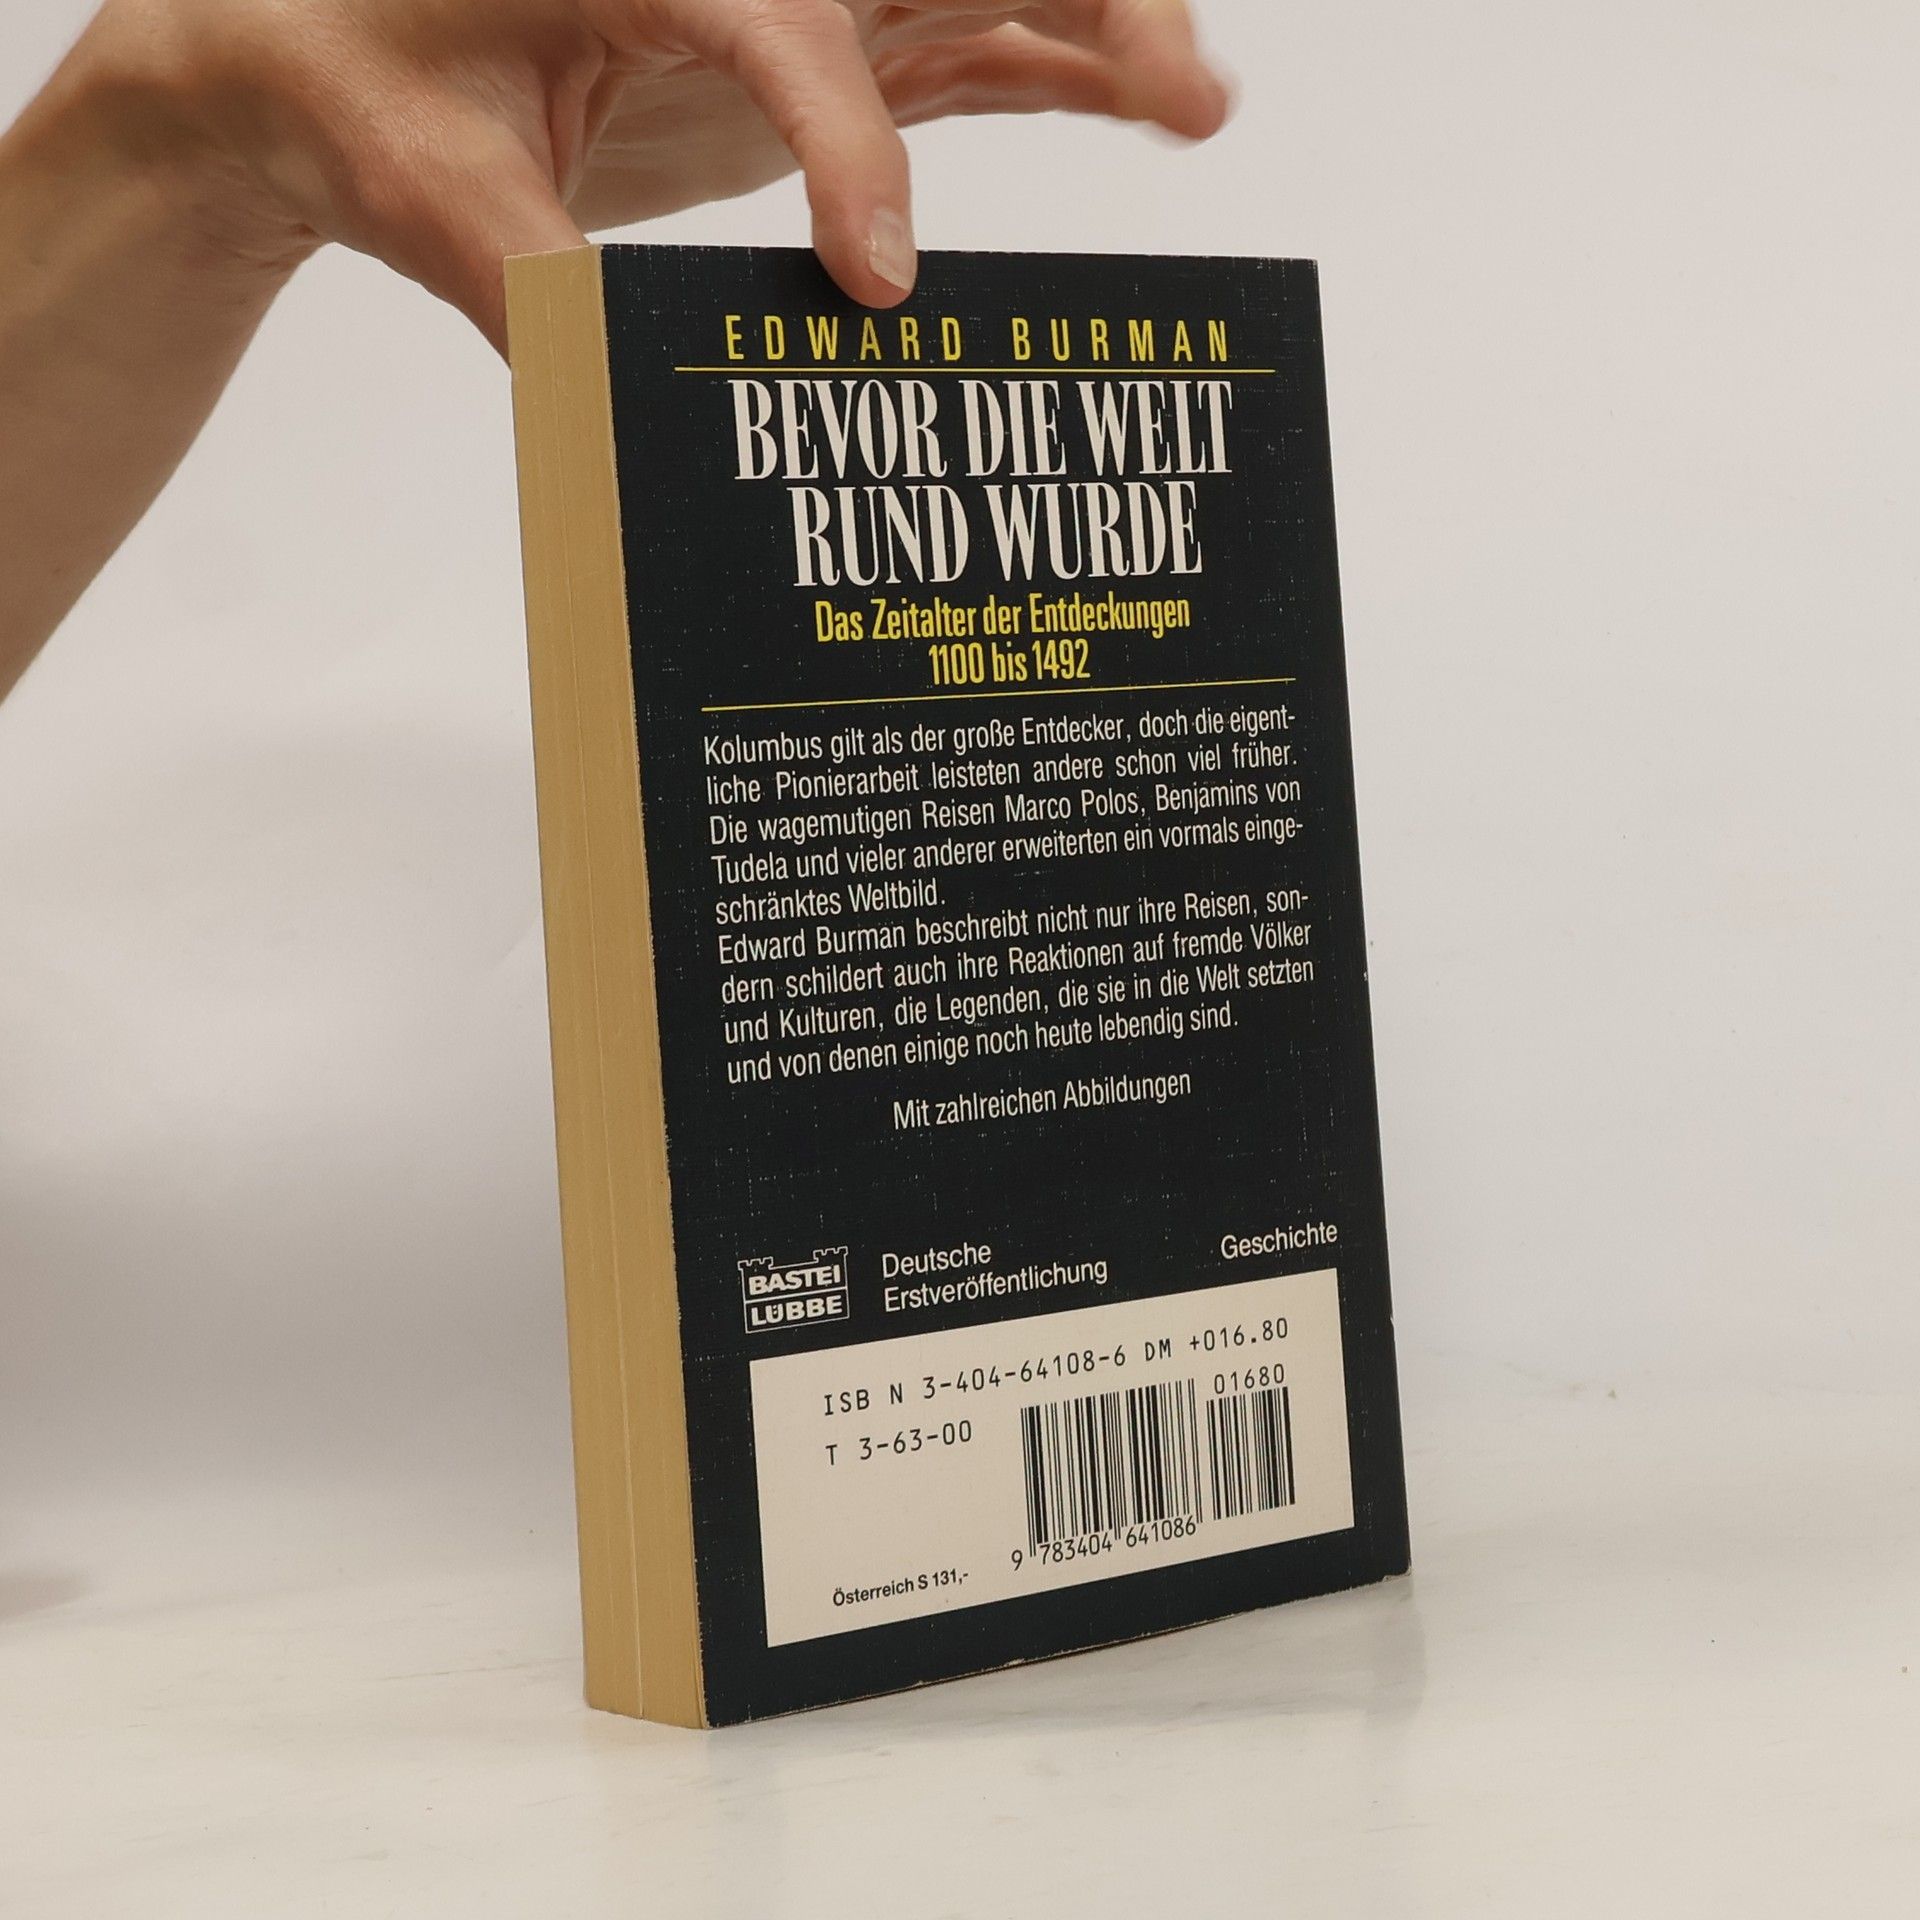 EDWARD BURMAN
BEVOR DIE WELT
RUND WURDE
Das Zeitalter der Entdeckungen
1100 bis 1492
Kolumbus gilt als der große Entdecker, doch die eigent-
liche Pionierarbeit leisteten andere schon viel früher.
Die wagemutigen Reisen Marco Polos, Benjamins von
Tudela und vieler anderer erweiterten ein vormals einge-
schränktes Weltbild.
Edward Burman beschreibt nicht nur ihre Reisen, son-
dern schildert auch ihre Reaktionen auf fremde Völker
und Kulturen, die Legenden, die sie in die Welt setzten
und von denen einige noch heute lebendig sind.
Mit zahlreichen Abbildungen
BASTEI
LÜBBE
Deutsche
Erstveröffentlichung
Geschichte
ISB N 3-404-64108-6 DM +016.80
T 3-63-00
01680
9 783404 641086
Österreich S 131,-